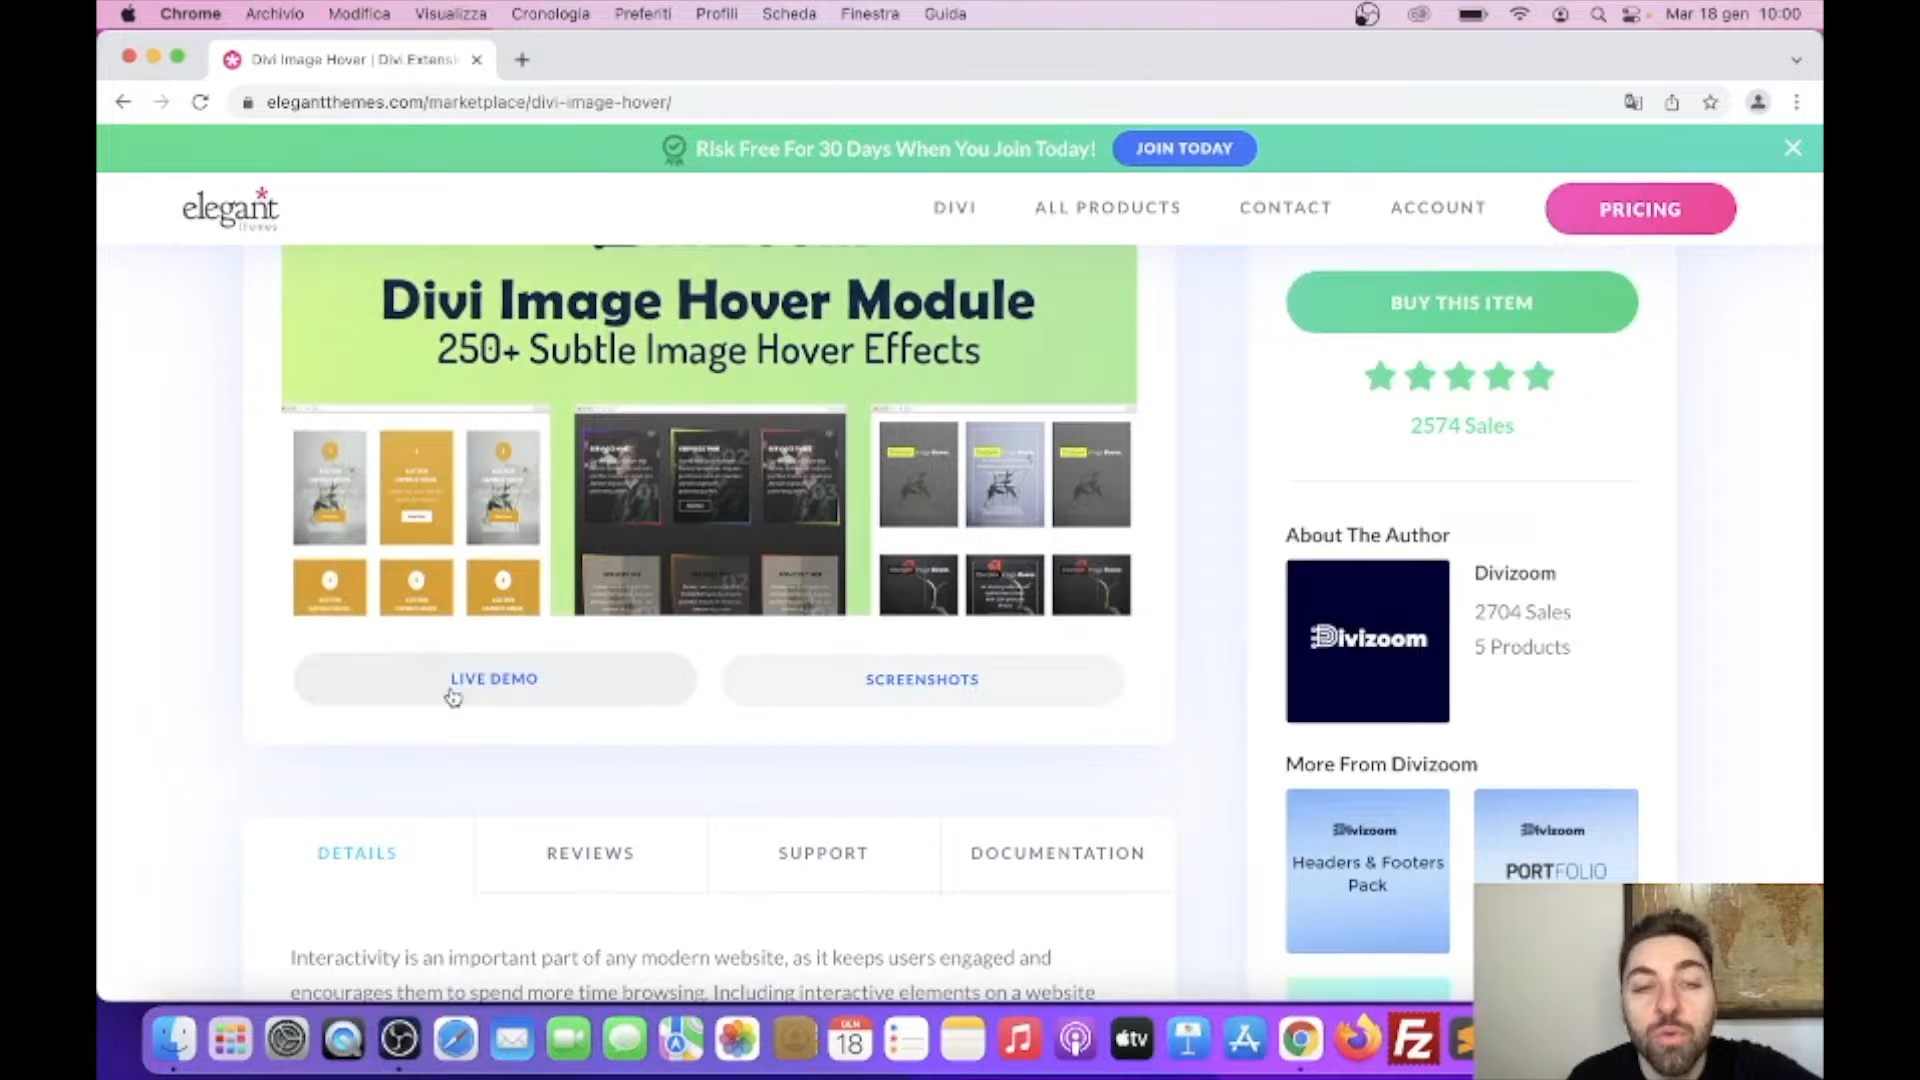 Chrome Archivio Modifica Visualizza Cronologia Preferiti Profili Scheda Finestra Guida Mar 18 gen 10:00
Divi Image Hover | Divi Extensi
elegantthemes.com/marketplace/divi-image-hover/
Risk Free For 30 Days When You Join Today! JOIN TODAY
elegant themes DIVI ALL PRODUCTS CONTACT ACCOUNT PRICING
Divi Image Hover Module
250+ Subtle Image Hover Effects
LIVE DEMO SCREENSHOTS
BUY THIS ITEM
2574 Sales
About The Author
Divizoom
Divizoom
2704 Sales
5 Products
More From Divizoom
Divizoom
Headers & Footers
Pack
Divizoom
PORTFOLIO
DETAILS REVIEWS SUPPORT DOCUMENTATION
Interactivity is an important part of any modern website, as it keeps users engaged and
encourages them to spend more time browsing. Including interactive elements on a website
GEN
18
tv
FZ